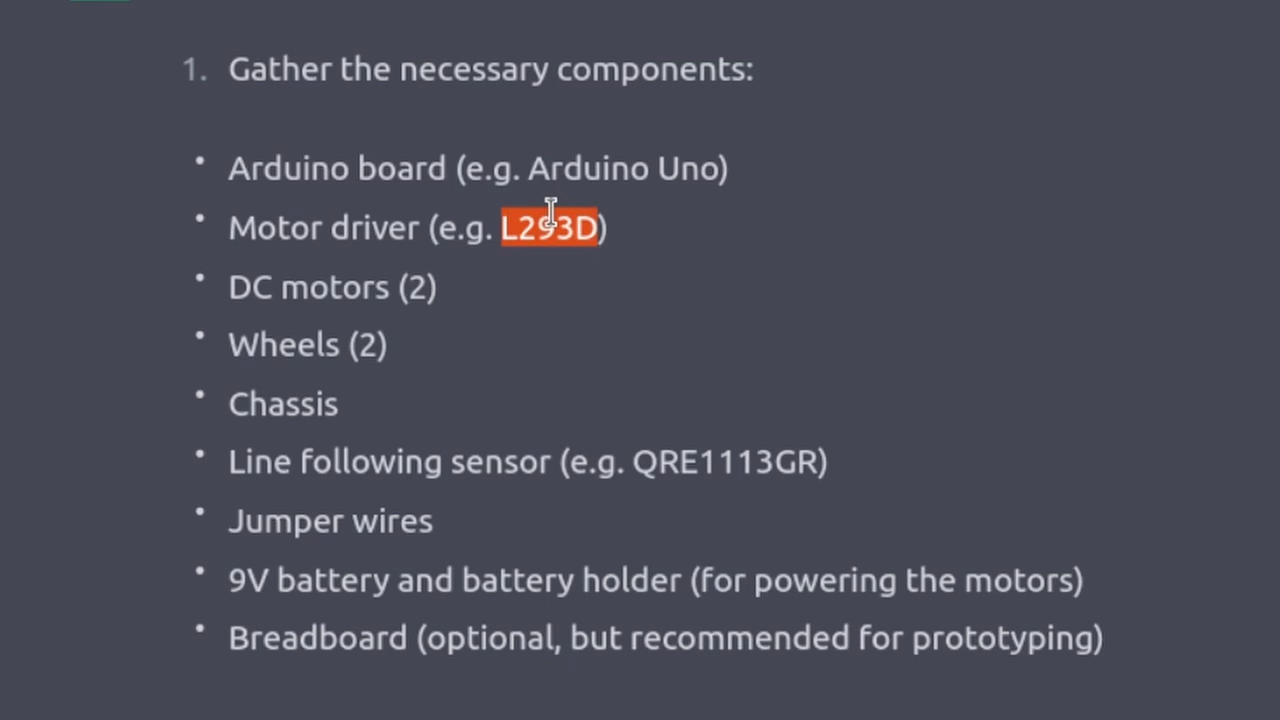 1. Gather the necessary components:
• Arduino board (e.g. Arduino Uno)
• Motor driver (e.g. L293D)
• DC motors (2)
• Wheels (2)
• Chassis
• Line following sensor (e.g. QRE1113GR)
• Jumper wires
• 9V battery and battery holder (for powering the motors)
• Breadboard (optional, but recommended for prototyping)